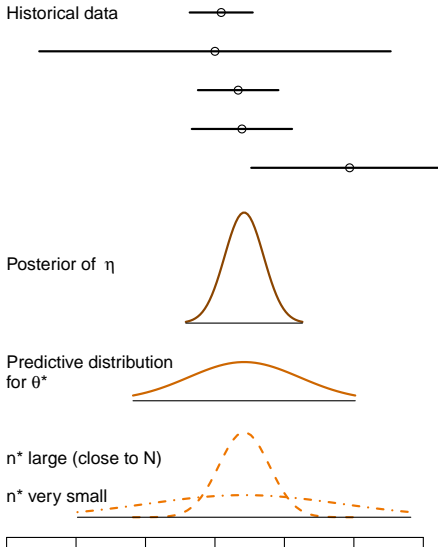 Historical data
Posterior of η
Predictive distribution
for θ*
n* large (close to N)
n* very small